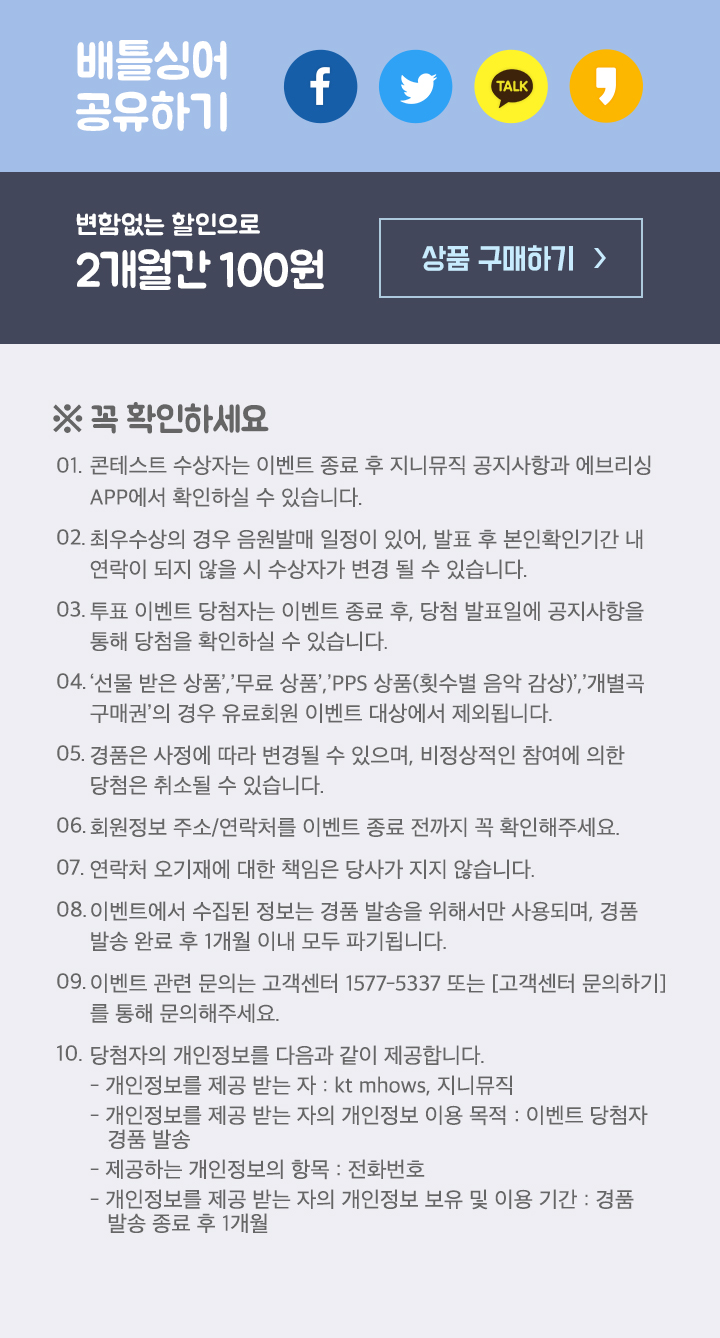 배틀싱어
공유하기
TALK
변함없는 할인으로
2개월간 100원
상품 구매하기 >
※ 꼭 확인하세요
01. 콘테스트 수상자는 이벤트 종료 후 지니뮤직 공지사항과 에브리싱
APP에서 확인하실 수 있습니다.
02. 최우수상의 경우 음원발매 일정이 있어, 발표 후 본인확인기간 내
연락이 되지 않을 시 수상자가 변경 될 수 있습니다.
03. 투표 이벤트 당첨자는 이벤트 종료 후, 당첨 발표일에 공지사항을
통해 당첨을 확인하실 수 있습니다.
04. ‘선물 받은 상품’,’무료 상품’,’PPS 상품(횟수별 음악 감상)’,’개별곡
구매권’의 경우 유료회원 이벤트 대상에서 제외됩니다.
05. 경품은 사정에 따라 변경될 수 있으며, 비정상적인 참여에 의한
당첨은 취소될 수 있습니다.
06. 회원정보 주소/연락처를 이벤트 종료 전까지 꼭 확인해주세요.
07. 연락처 오기재에 대한 책임은 당사가 지지 않습니다.
08. 이벤트에서 수집된 정보는 경품 발송을 위해서만 사용되며, 경품
발송 완료 후 1개월 이내 모두 파기됩니다.
09. 이벤트 관련 문의는 고객센터 1577-5337 또는 [고객센터 문의하기]
를 통해 문의해주세요.
10. 당첨자의 개인정보를 다음과 같이 제공합니다.
- 개인정보를 제공 받는 자 : kt mhows, 지니뮤직
- 개인정보를 제공 받는 자의 개인정보 이용 목적 : 이벤트 당첨자
경품 발송
- 제공하는 개인정보의 항목 : 전화번호
- 개인정보를 제공 받는 자의 개인정보 보유 및 이용 기간 : 경품
발송 종료 후 1개월